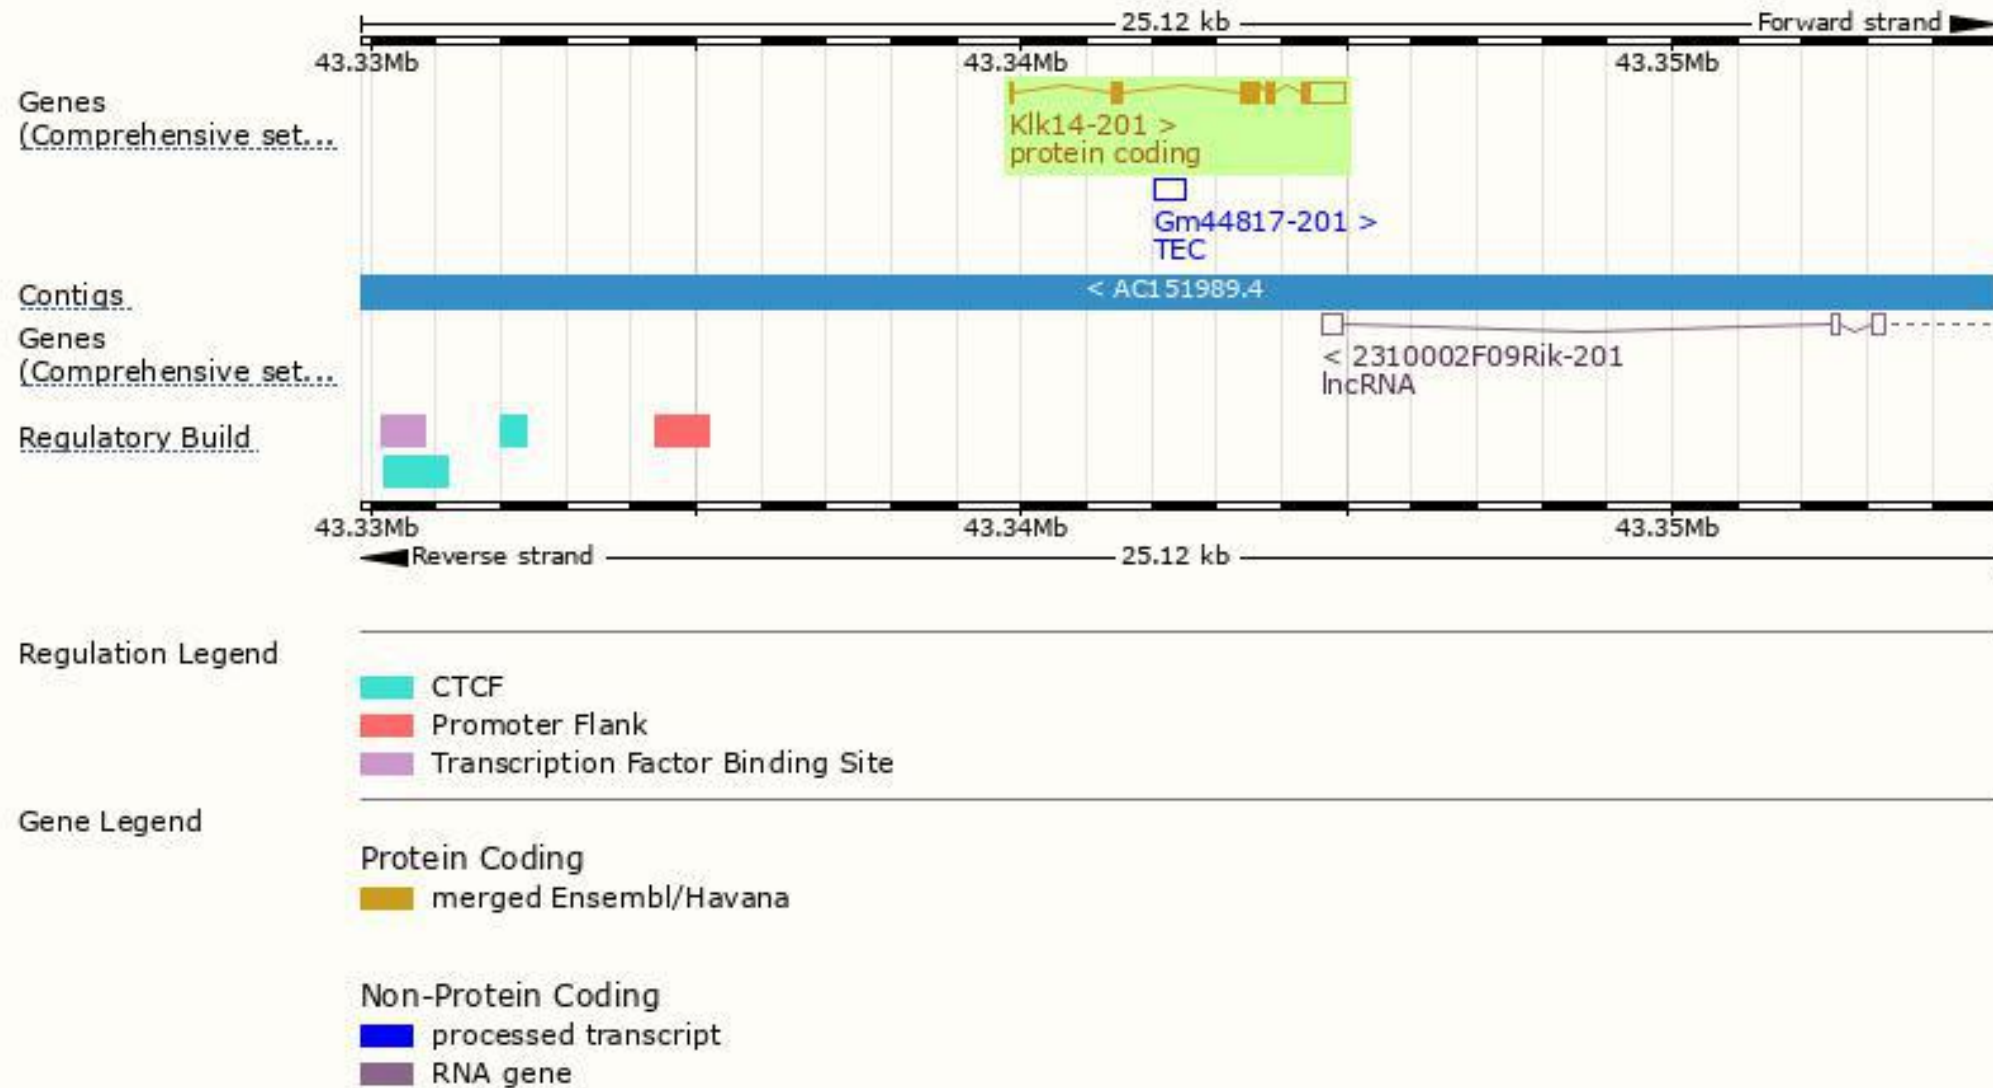 25.12 kb
Forward strand
43.33Mb
43.34Mb
43.35Mb
Genes
(Comprehensive set...
Klk14-201 >
protein coding
Gm44817-201 >
TEC
Contigs
< AC151989.4
Genes
(Comprehensive set...
< 2310002F09Rik-201
lncRNA
Regulatory Build
43.33Mb
43.34Mb
43.35Mb
Reverse strand
25.12 kb
Regulation Legend
CTCF
Promoter Flank
Transcription Factor Binding Site
Gene Legend
Protein Coding
merged Ensembl/Havana
Non-Protein Coding
processed transcript
RNA gene